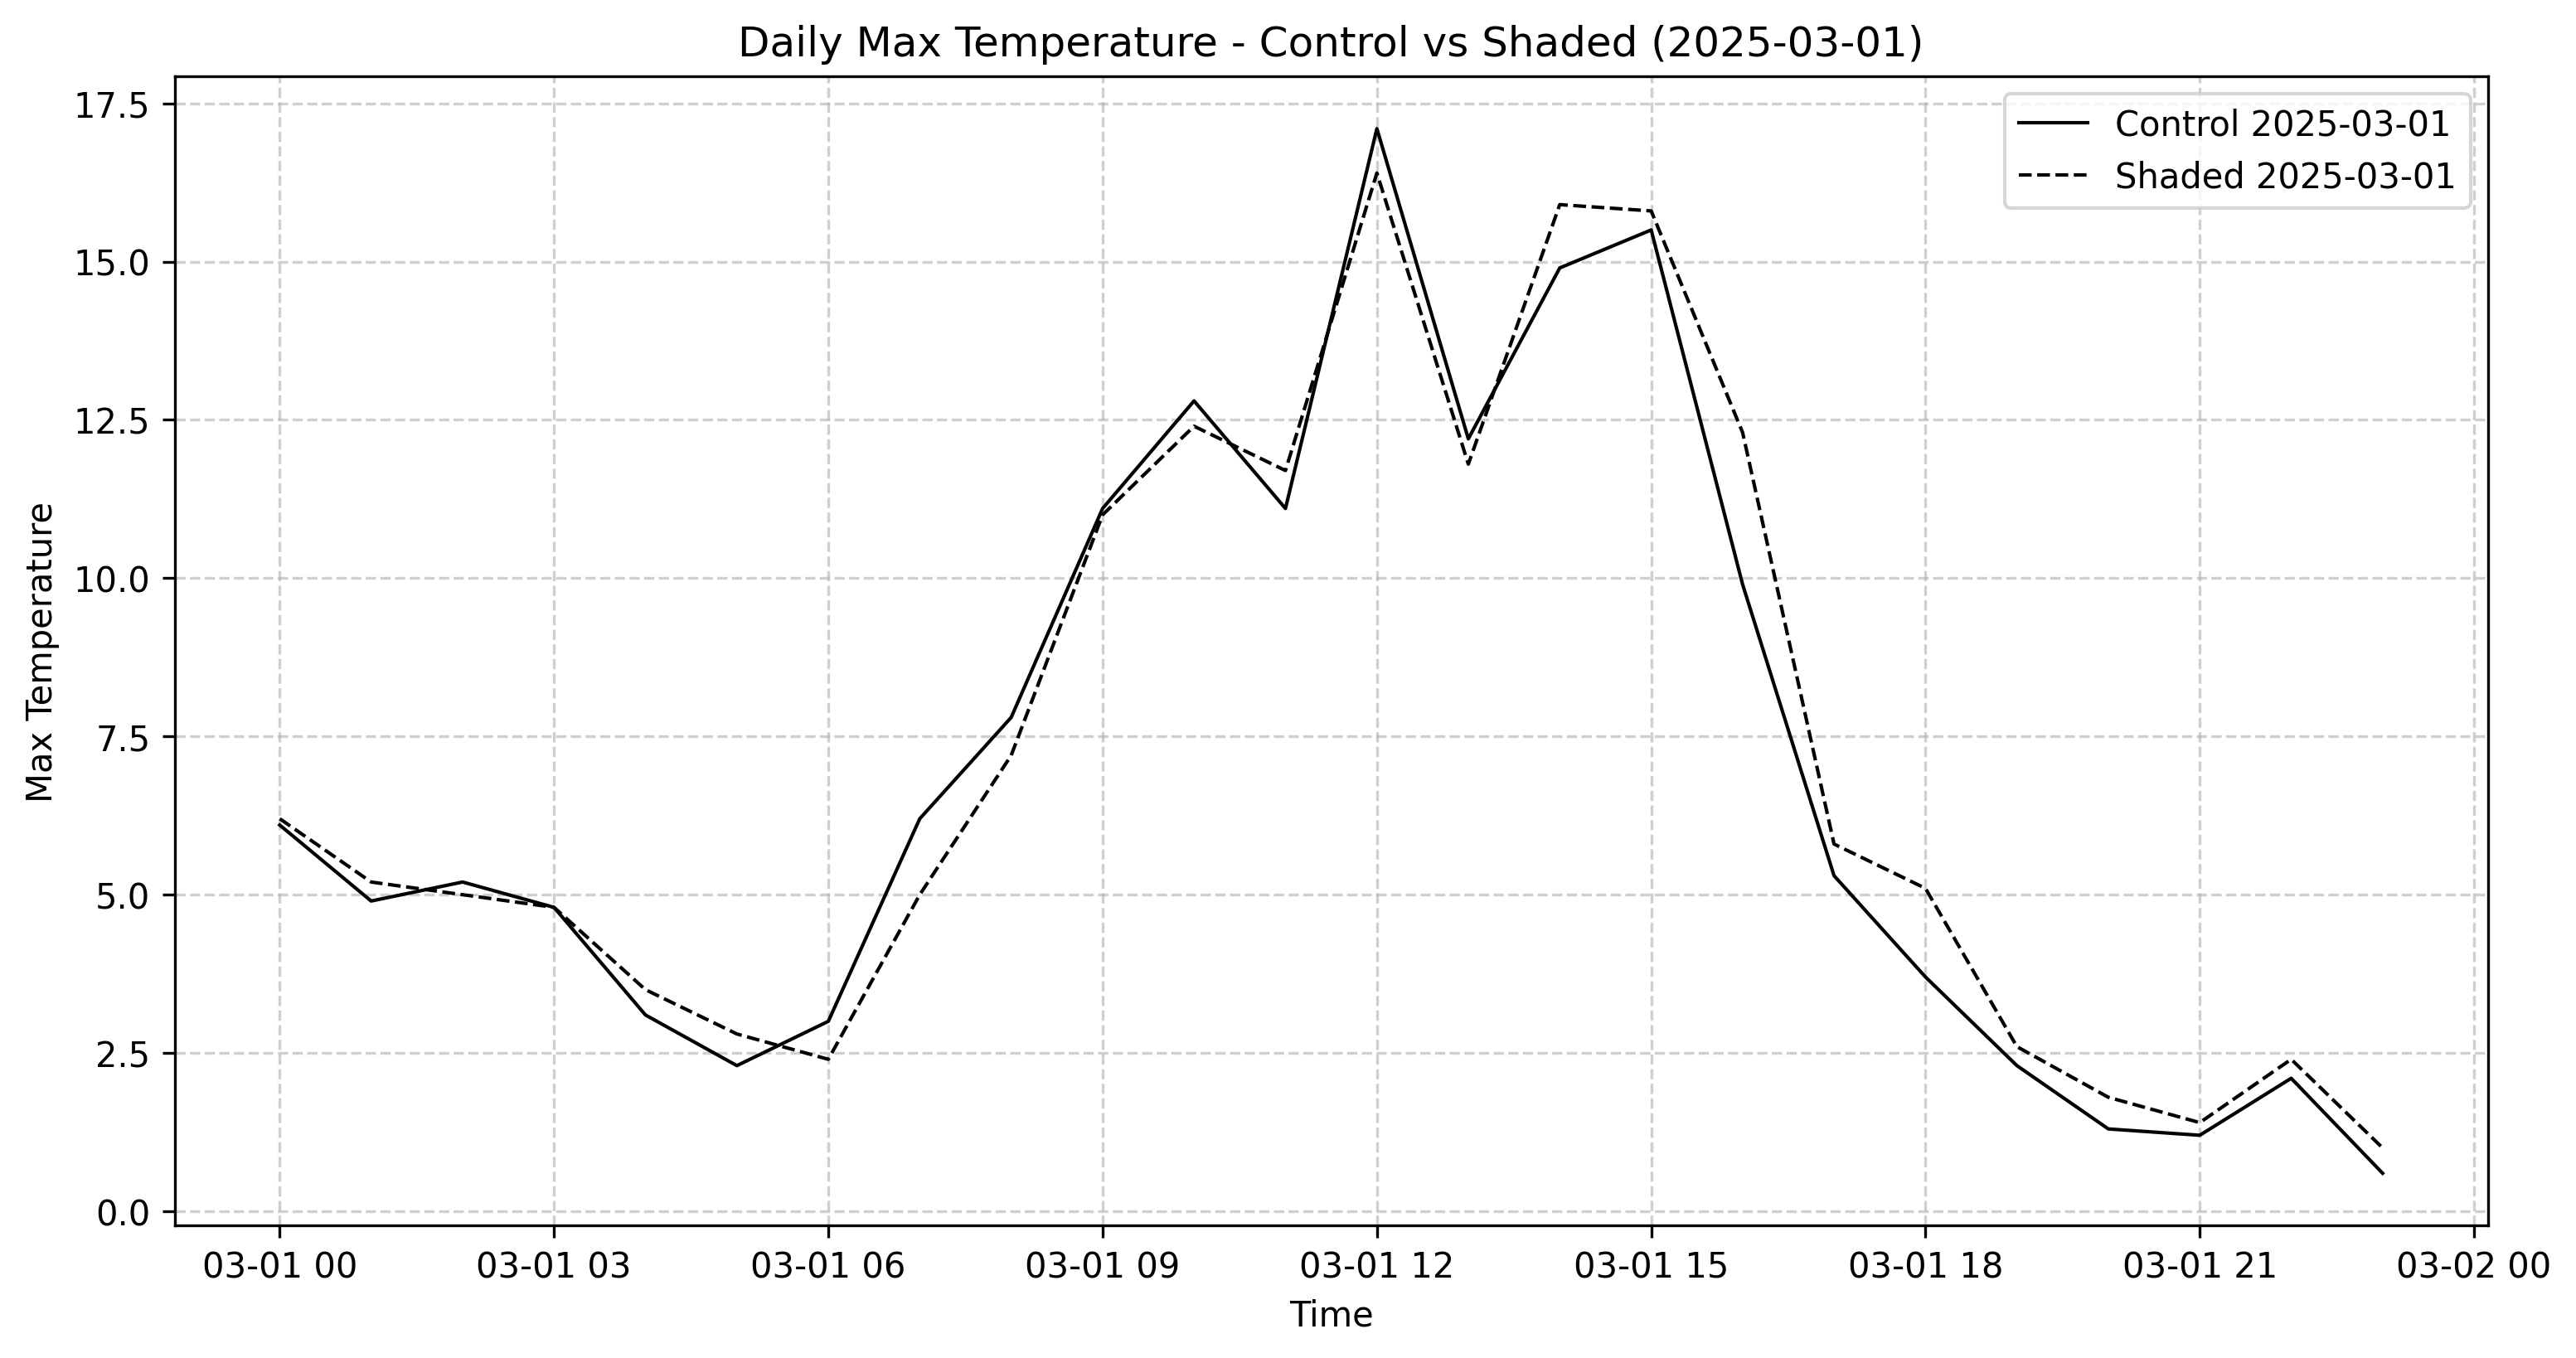 Daily Max Temperature - Control vs Shaded (2025-03-01)
Control 2025-03-01
Shaded 2025-03-01
Max Temperature
17.5
15.0
12.5
10.0
7.5
5.0
2.5
0.0
03-01 00 03-01 03 03-01 06 03-01 09 03-01 12 03-01 15 03-01 18 03-01 21 03-02 00
Time